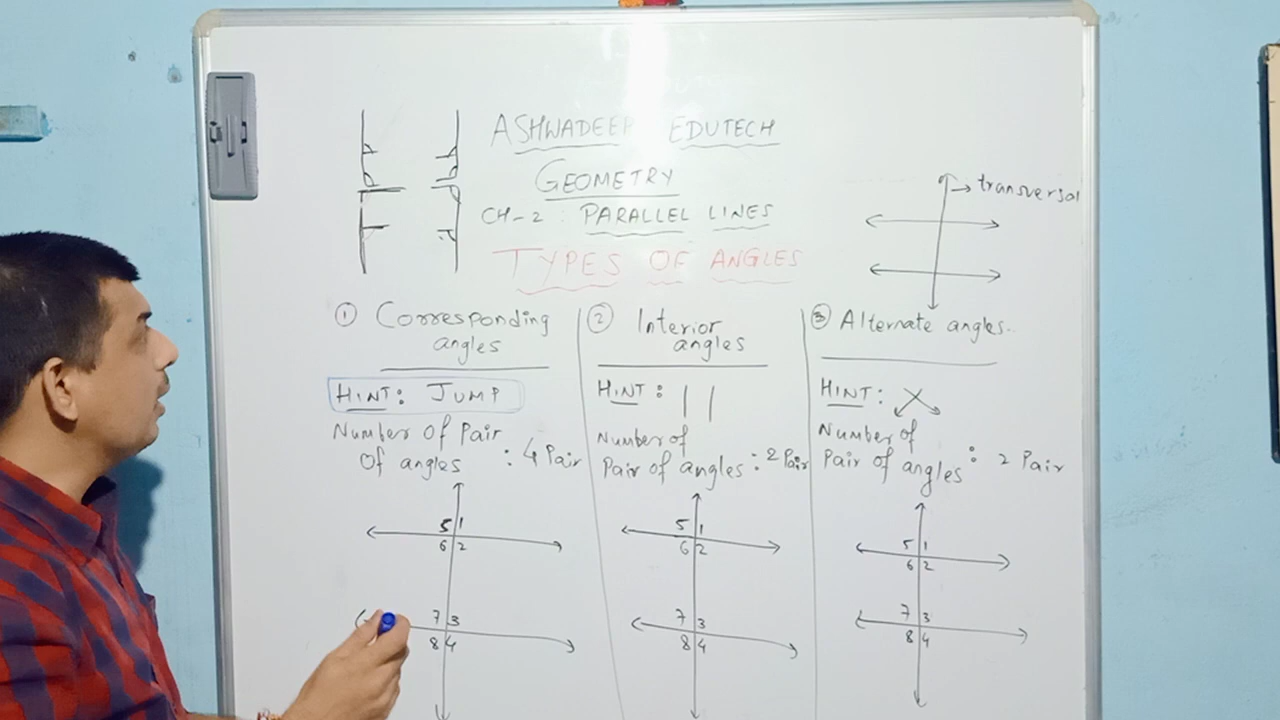 ASHWADEEP EDUTECH
GEOMETRY
CH-2 : PARALLEL LINES
TYPES OF ANGLES
transversal
① Corresponding
angles
HINT: JUMP
Number Of Pair
Of angles : 4 Pair
5 1
6 2
7 3
8 4
② Interior
angles
HINT: | |
Number of
Pair of angles : 2 Pair
5 1
6 2
7 3
8 4
③ Alternate angles..
HINT:
Number of
Pair of angles : 2 Pair
5 1
6 2
7 3
8 4